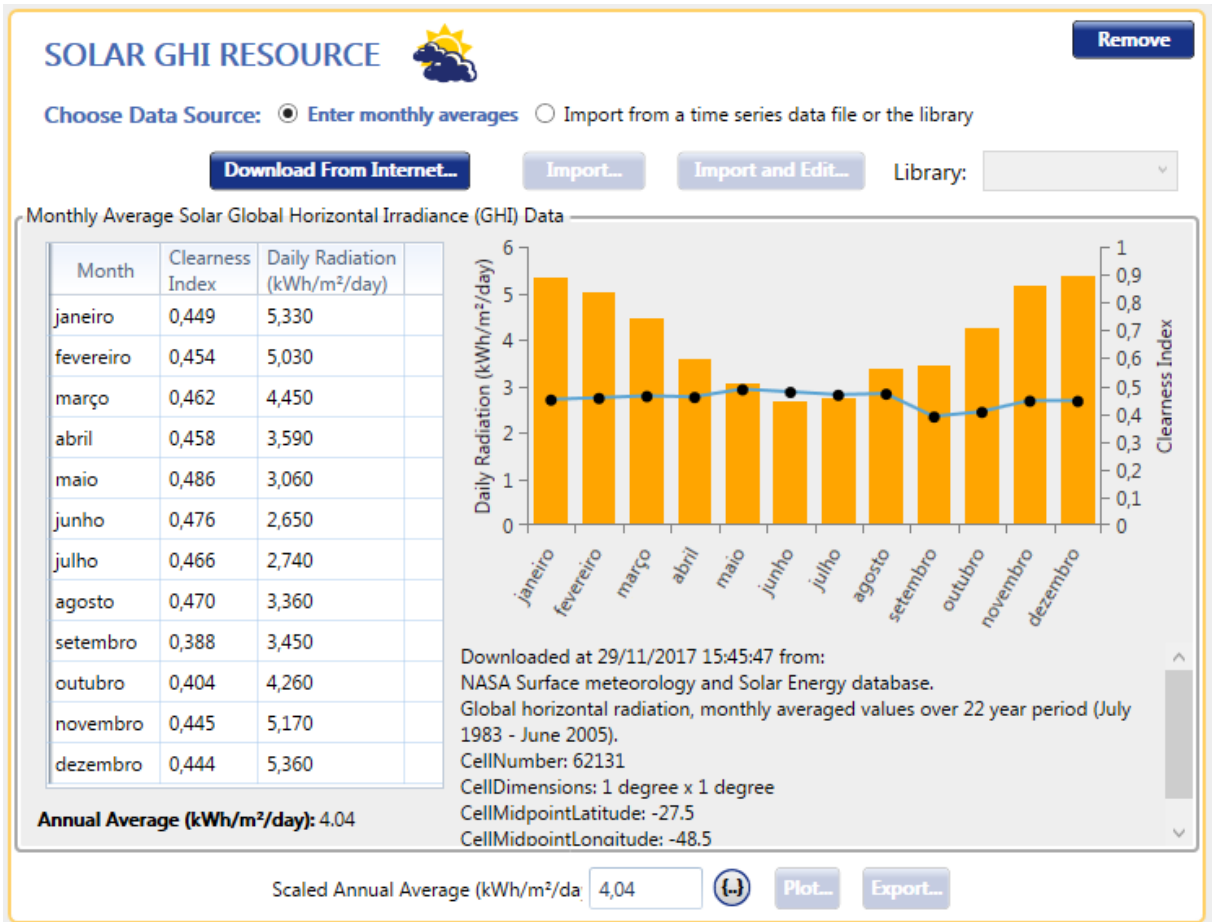 SOLAR GHI RESOURCE
Remove
Choose Data Source: Enter monthly averages Import from a time series data file or the library
Download From Internet... Import... Import and Edit... Library:
Monthly Average Solar Global Horizontal Irradiance (GHI) Data
Month Clearness Index Daily Radiation (kWh/m²/day)
janeiro 0,449 5,330
fevereiro 0,454 5,030
março 0,462 4,450
abril 0,458 3,590
maio 0,486 3,060
junho 0,476 2,650
julho 0,466 2,740
agosto 0,470 3,360
setembro 0,388 3,450
outubro 0,404 4,260
novembro 0,445 5,170
dezembro 0,444 5,360
Annual Average (kWh/m²/day): 4.04
Daily Radiation (kWh/m²/day)
6
5
4
3
2
1
0
1
0,9
0,8
0,7
0,6
0,5
0,4
0,3
0,2
0,1
0
Clearness Index
janeiro fevereiro março abril maio junho julho agosto setembro outubro novembro dezembro
Downloaded at 29/11/2017 15:45:47 from:
NASA Surface meteorology and Solar Energy database.
Global horizontal radiation, monthly averaged values over 22 year period (July
1983 - June 2005).
CellNumber: 62131
CellDimensions: 1 degree x 1 degree
CellMidpointLatitude: -27.5
CellMidpointLongitude: -48.5
Scaled Annual Average (kWh/m²/da 4,04 {..} Plot... Export...